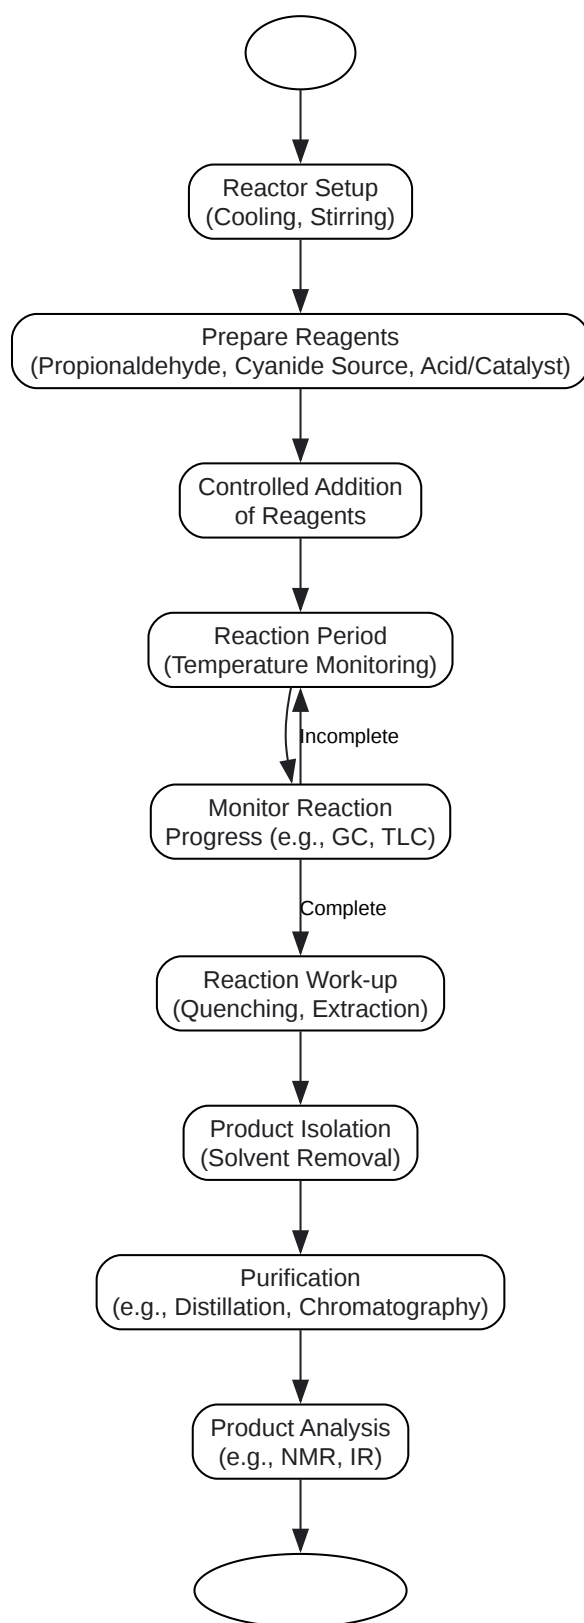 Reactor Setup
(Cooling, Stirring)
Prepare Reagents
(Propionaldehyde, Cyanide Source, Acid/Catalyst)
Controlled Addition
of Reagents
Reaction Period
(Temperature Monitoring)
Incomplete
Monitor Reaction
Progress (e.g., GC, TLC)
Complete
Reaction Work-up
(Quenching, Extraction)
Product Isolation
(Solvent Removal)
Purification
(e.g., Distillation, Chromatography)
Product Analysis
(e.g., NMR, IR)